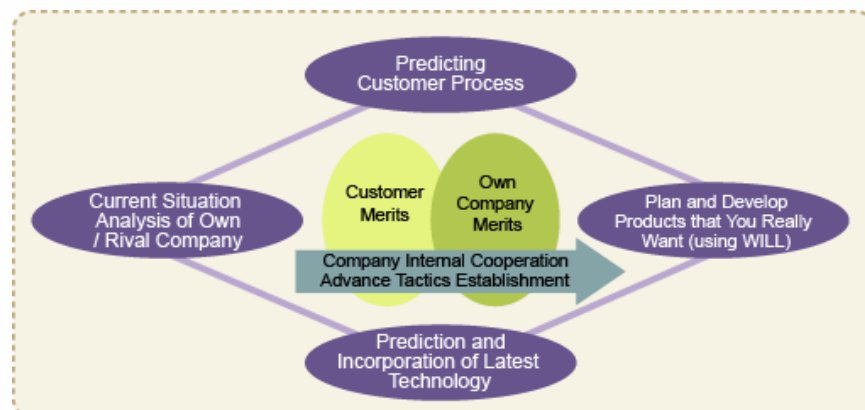 Predicting
Customer Process
Customer
Merits
Own
Company
Merits
Current Situation
Analysis of Own
/ Rival Company
Plan and Develop
Products that You Really
Want (using WILL)
Company Internal Cooperation
Advance Tactics Establishment
Prediction and
Incorporation of Latest
Technology